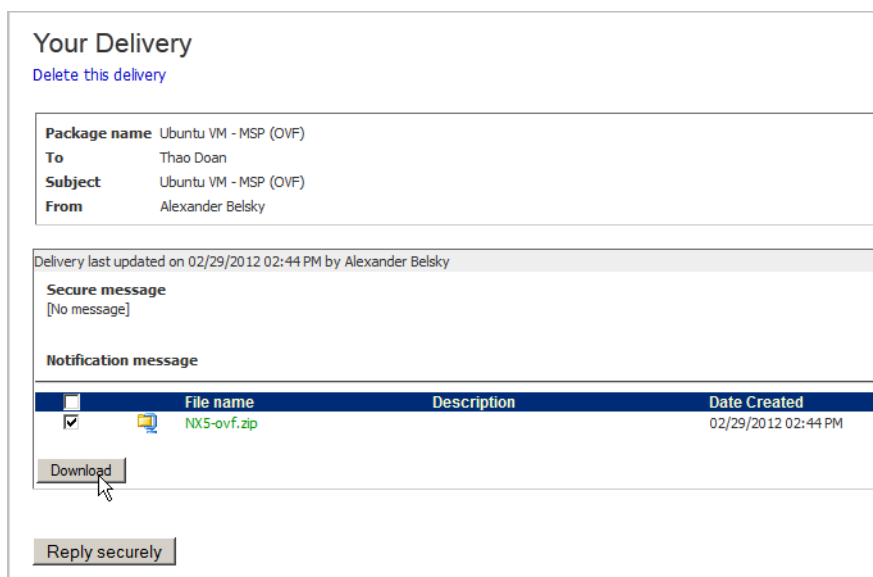 Your Delivery
Delete this delivery
Package name Ubuntu VM - MSP (OVF)
To Thao Doan
Subject Ubuntu VM - MSP (OVF)
From Alexander Belsky
Delivery last updated on 02/29/2012 02:44 PM by Alexander Belsky
Secure message
[No message]
Notification message
File name Description Date Created
NX5-ovf.zip 02/29/2012 02:44 PM
Download
Reply securely